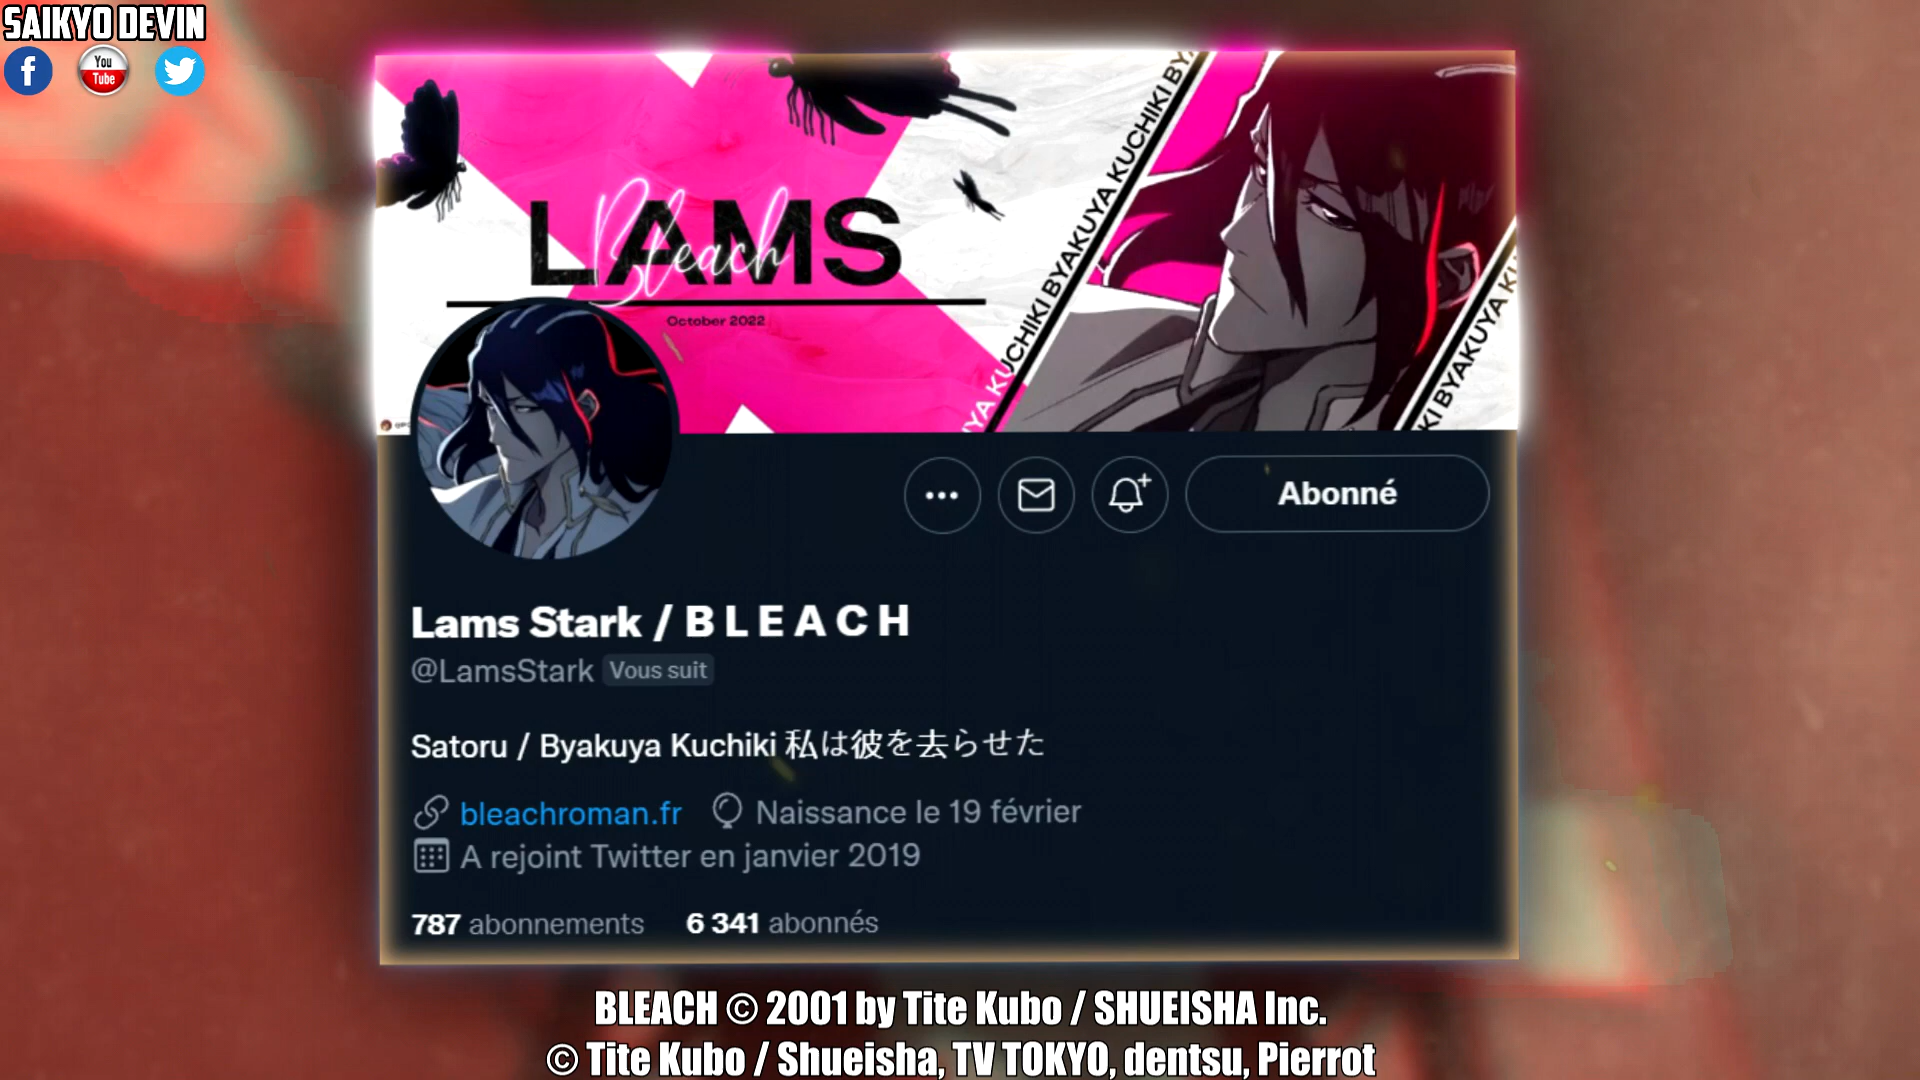 SAIKYO DEVIN
f
You
Tube
LAMS
Bleach
October 2022
BYAKUYA KUCHIKI BYAKUYA KUCHIKI
BYAKUYA
Abonné
Lams Stark / B L E A C H
@LamsStark Vous suit
Satoru / Byakuya Kuchiki 私は彼を去らせた
bleachroman.fr Naissance le 19 février
A rejoint Twitter en janvier 2019
787 abonnements 6 341 abonnés
BLEACH © 2001 by Tite Kubo / SHUEISHA Inc.
© Tite Kubo / Shueisha, TV TOKYO, dentsu, Pierrot